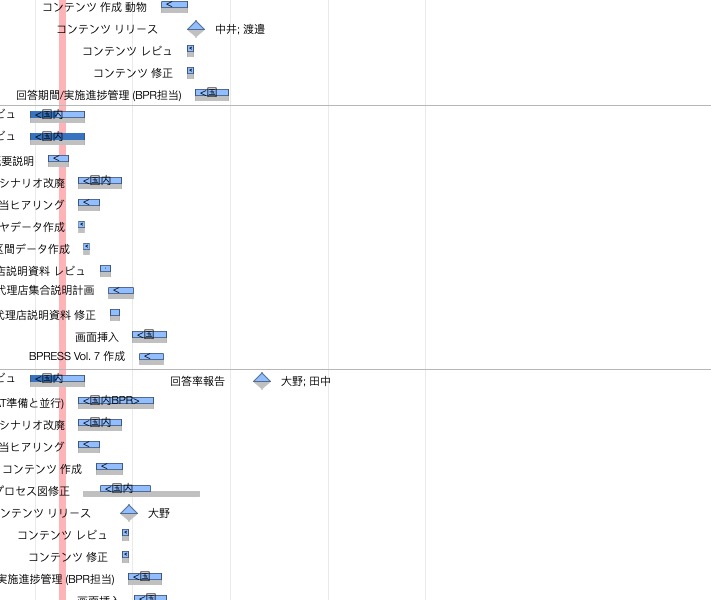 コンテンツ 作成 動物 <
コンテンツ リリース 中井; 渡邉
コンテンツ レビュ <
コンテンツ 修正 <
回答期間/実施進捗管理 (BPR担当) <国
ビュ <国内
ビュ <国内
要説明 <
シナリオ改廃 <国内
当ヒアリング <
ヤデータ作成 <
区間データ作成 <
店説明資料 レビュ
代理店集合説明計画 <
代理店説明資料 修正
画面挿入 <国
BPRESS Vol. 7 作成 <
ビュ <国内 回答率報告 大野; 田中
AT準備と並行) <国内BPR>
シナリオ改廃 <国内
当ヒアリング <
コンテンツ 作成 <
プロセス図修正 <国内
ンテンツ リリース 大野
コンテンツ レビュ <
コンテンツ 修正 <
実施進捗管理 (BPR担当) <国
画面挿入 <国